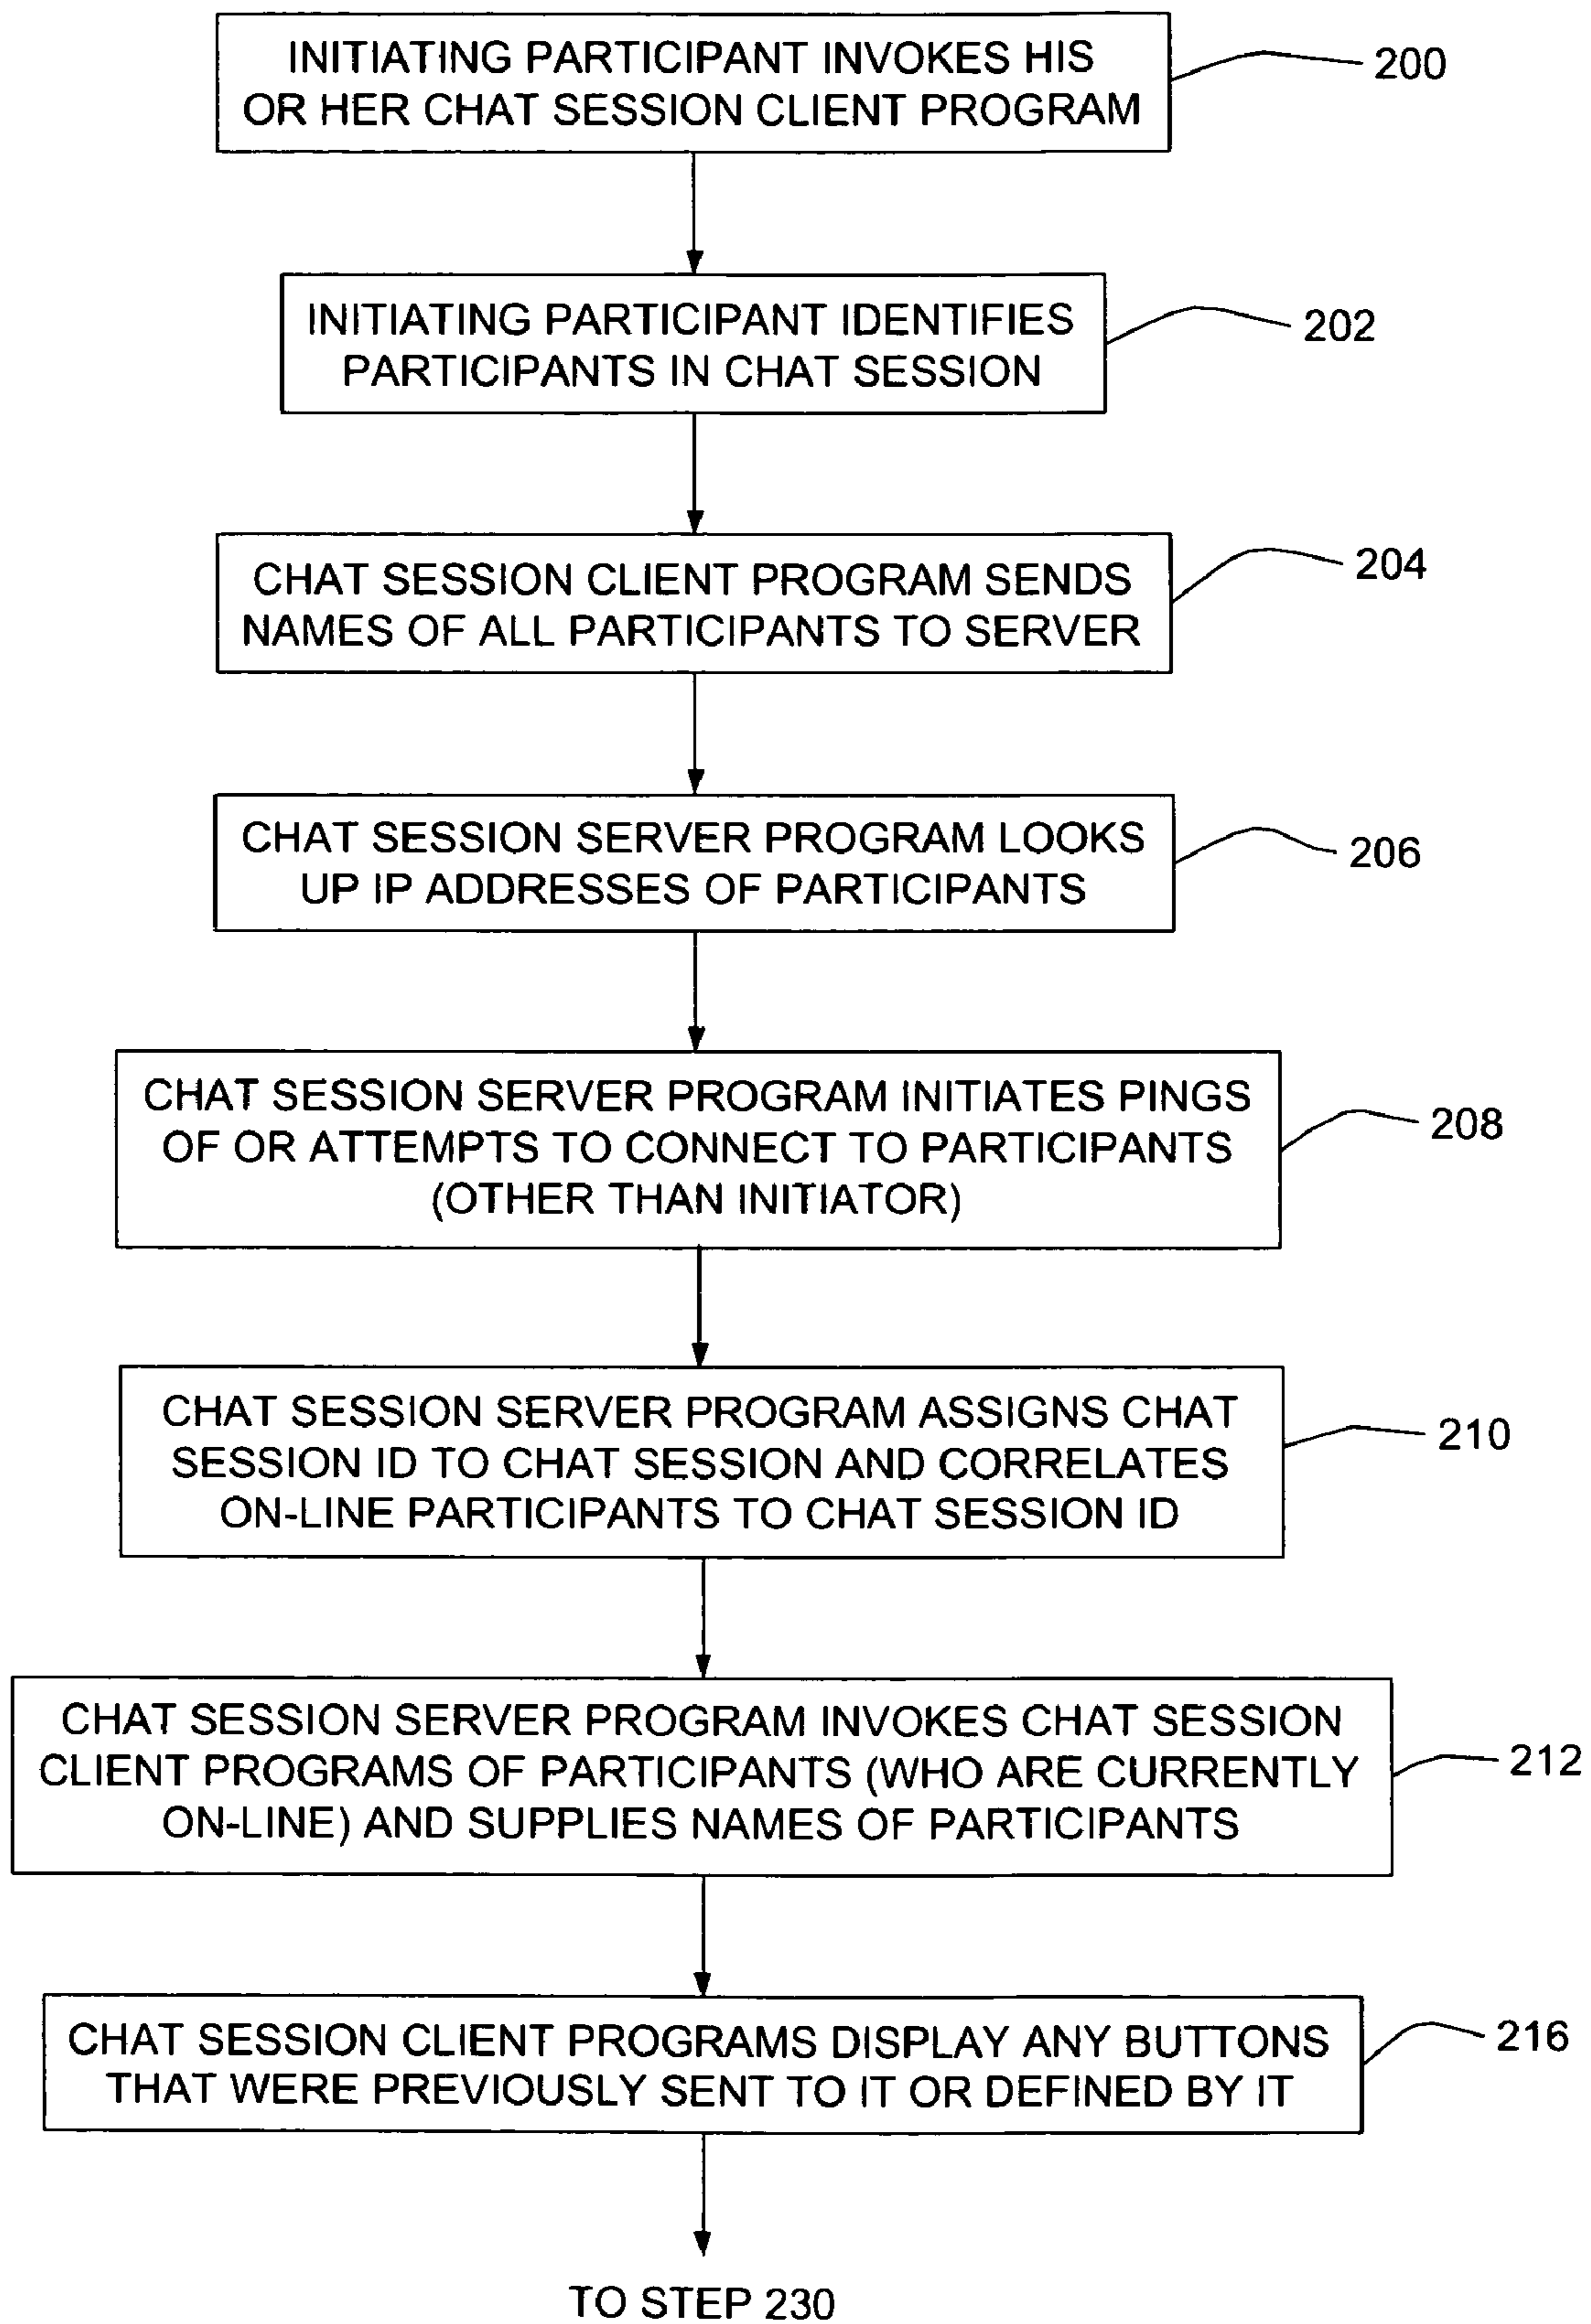 INITIATING PARTICIPANT INVOKES HIS
OR HER CHAT SESSION CLIENT PROGRAM
200
INITIATING PARTICIPANT IDENTIFIES
PARTICIPANTS IN CHAT SESSION
202
CHAT SESSION CLIENT PROGRAM SENDS
NAMES OF ALL PARTICIPANTS TO SERVER
204
CHAT SESSION SERVER PROGRAM LOOKS
UP IP ADDRESSES OF PARTICIPANTS
206
CHAT SESSION SERVER PROGRAM INITIATES PINGS
OF OR ATTEMPTS TO CONNECT TO PARTICIPANTS
(OTHER THAN INITIATOR)
208
CHAT SESSION SERVER PROGRAM ASSIGNS CHAT
SESSION ID TO CHAT SESSION AND CORRELATES
ON-LINE PARTICIPANTS TO CHAT SESSION ID
210
CHAT SESSION SERVER PROGRAM INVOKES CHAT SESSION
CLIENT PROGRAMS OF PARTICIPANTS (WHO ARE CURRENTLY
ON-LINE) AND SUPPLIES NAMES OF PARTICIPANTS
212
CHAT SESSION CLIENT PROGRAMS DISPLAY ANY BUTTONS
THAT WERE PREVIOUSLY SENT TO IT OR DEFINED BY IT
216
TO STEP 230